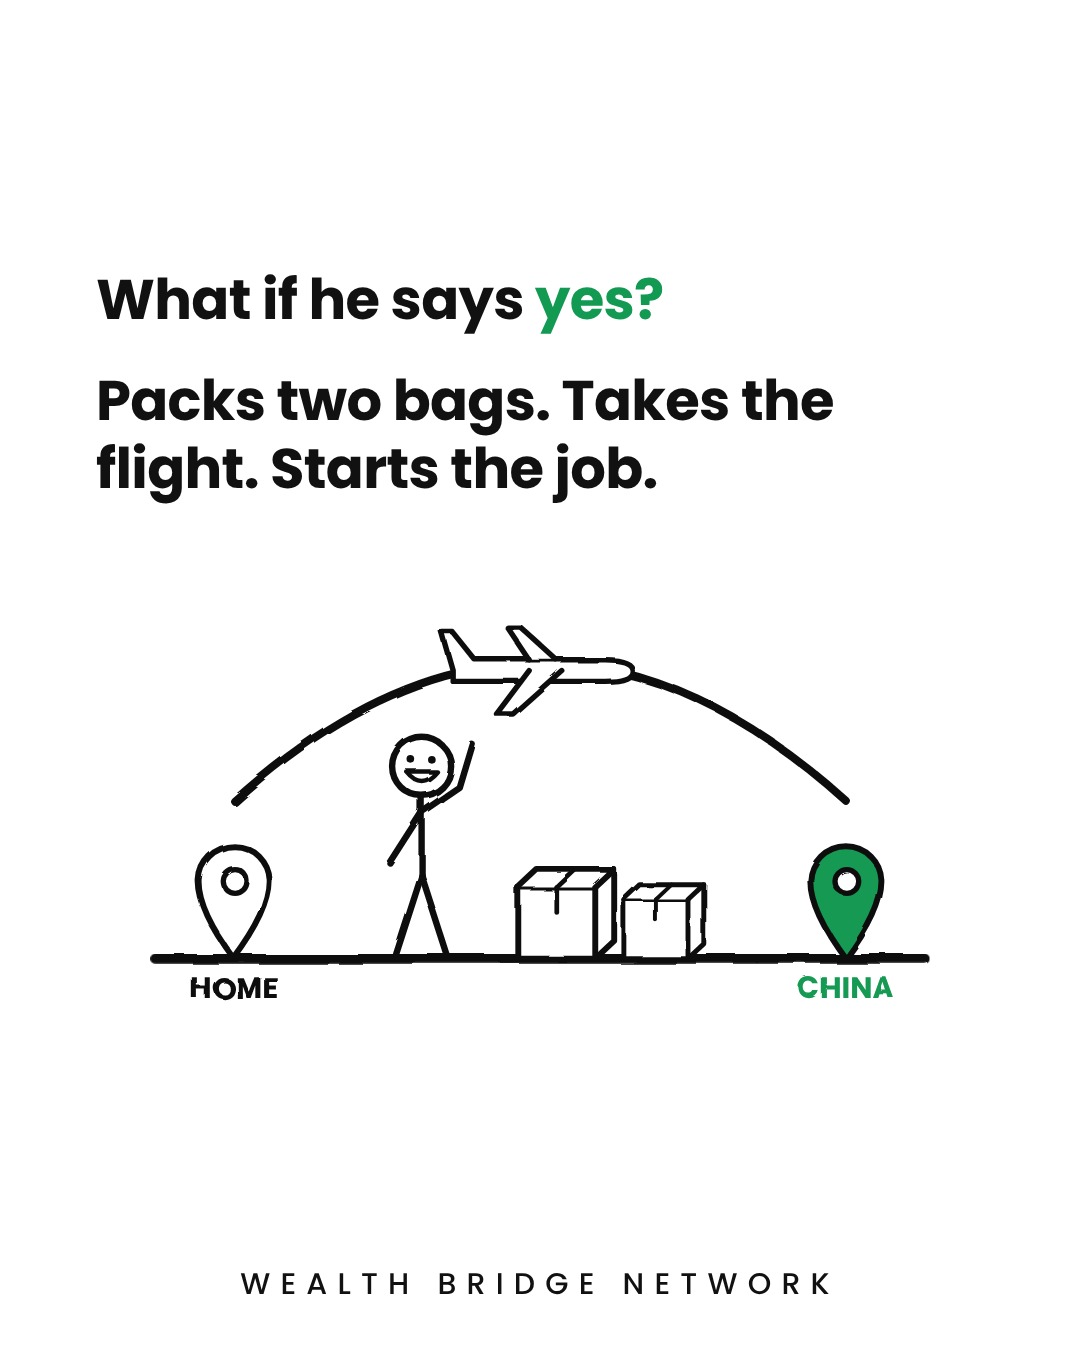 What if he says yes?
Packs two bags. Takes the
flight. Starts the job.
HOME
CHINA
WEALTH BRIDGE NETWORK